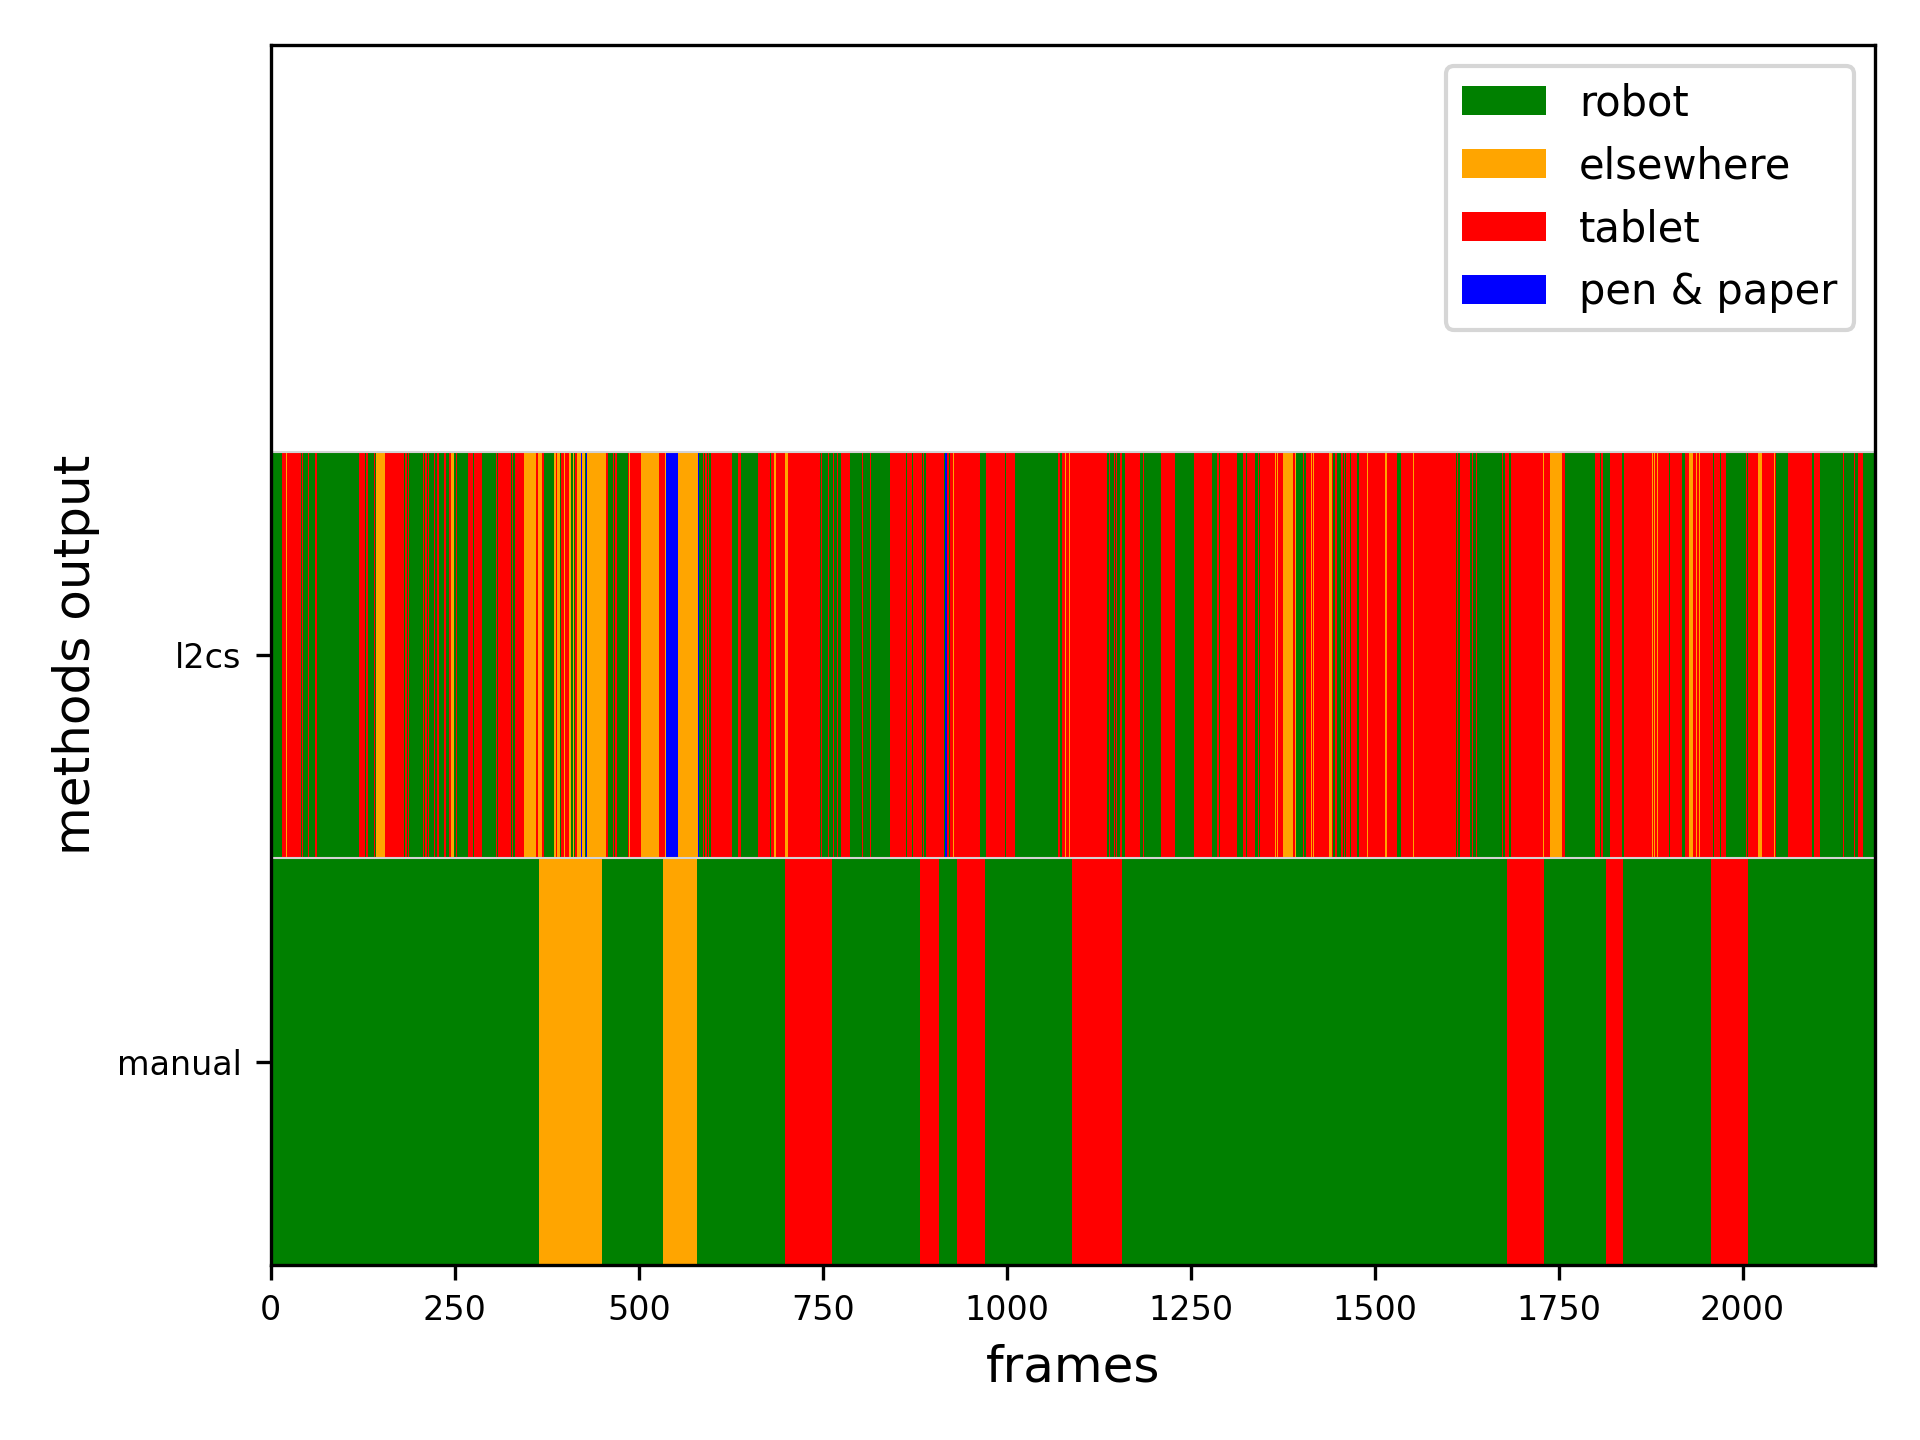 robot
elsewhere
tablet
pen & paper
methods output
l2cs
manual
0 250 500 750 1000 1250 1500 1750 2000
frames